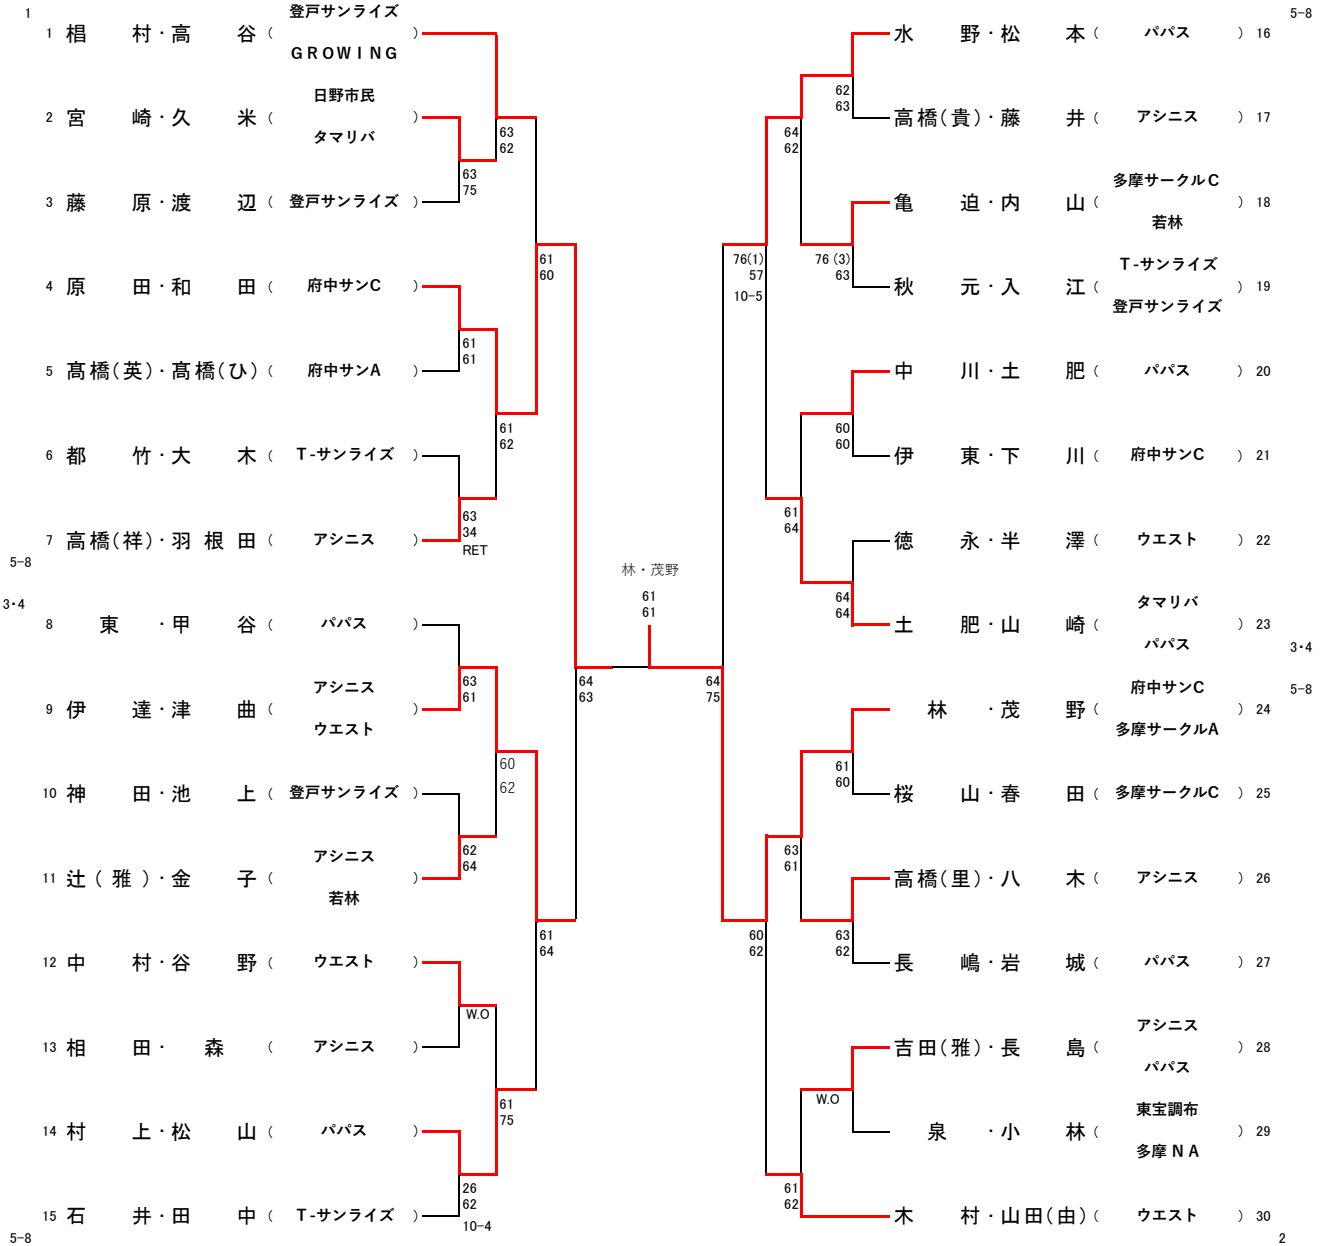 1
1 椙村・高谷 (登戸サンライズ
GROWING
2 宮崎・久米 (日野市民
タマリバ)
3 藤原・渡辺 (登戸サンライズ)
4 原田・和田 (府中サンC)
5 髙橋(英)・髙橋(ひ) (府中サンA)
6 都竹・大木 (T-サンライズ)
7 高橋(祥)・羽根田 (アシニス)
5-8
3・4
8 東・甲谷 (パパス)
9 伊達・津曲 (アシニス
ウエスト)
10 神田・池上 (登戸サンライズ)
11 辻(雅)・金子 (アシニス
若林)
12 中村・谷野 (ウエスト)
13 相田・森 (アシニス)
14 村上・松山 (パパス)
15 石井・田中 (T-サンライズ)
5-8
63
75
61
61
63
34
RET
63
61
62
64
W.O
26
62
10-4
63
62
61
62
60
62
61
75
61
60
61
64
64
63
林・茂野
61
61
64
75
76(1)
57
10-5
60
62
64
62
61
64
63
61
61
62
62
63
76 (3)
63
60
60
64
64
61
60
63
62
W.O
5-8
水野・松本 (パパス) 16
高橋(貴)・藤井 (アシニス) 17
亀迫・内山 (多摩サークルC
若林) 18
秋元・入江 (T-サンライズ
登戸サンライズ) 19
中川・土肥 (パパス) 20
伊東・下川 (府中サンC) 21
徳永・半澤 (ウエスト) 22
土肥・山崎 (タマリバ
パパス) 23
3・4
5-8
林・茂野 (府中サンC
多摩サークルA) 24
桜山・春田 (多摩サークルC) 25
高橋(里)・八木 (アシニス) 26
長嶋・岩城 (パパス) 27
吉田(雅)・長島 (アシニス
パパス) 28
泉・小林 (東宝調布
多摩NA) 29
木村・山田(由) (ウエスト) 30
2